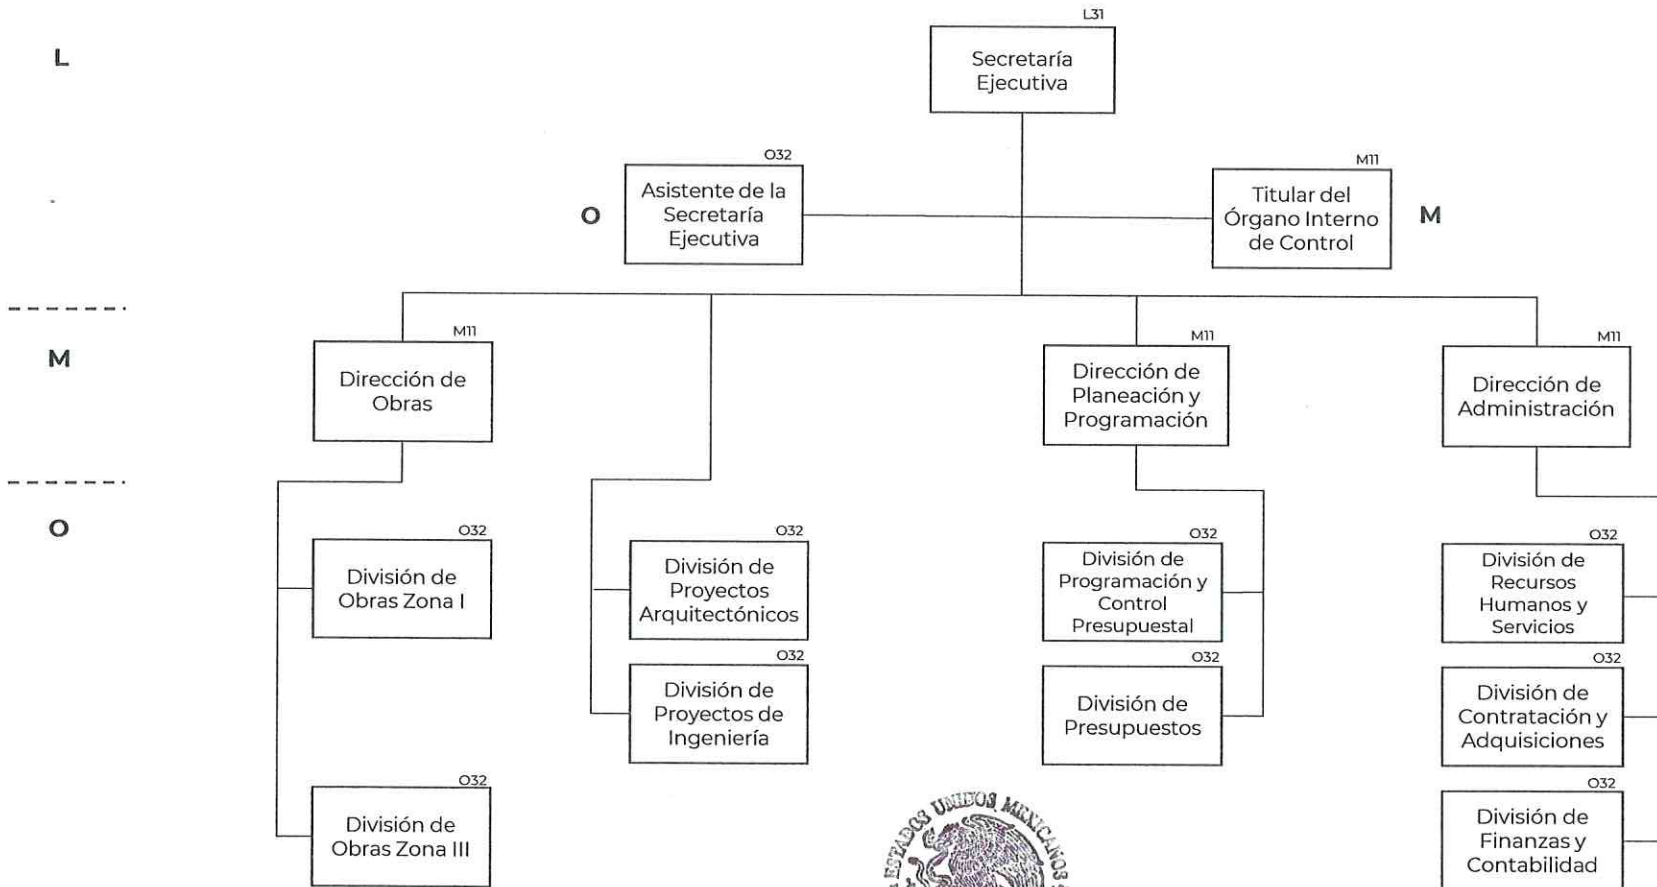 L31
L
Secretaría
Ejecutiva
O32
M11
O
Asistente de la
Secretaría
Ejecutiva
Titular del
Órgano Interno
de Control
M
M
M11
Dirección de
Obras
M11
Dirección de
Planeación y
Programación
M11
Dirección de
Administración
O
O32
División de
Obras Zona I
O32
División de
Proyectos
Arquitectónicos
O32
División de
Programación y
Control
Presupuestal
O32
División de
Recursos
Humanos y
Servicios
O32
División de
Proyectos de
Ingeniería
O32
División de
Presupuestos
O32
División de
Contratación y
Adquisiciones
O32
División de
Obras Zona III
O32
División de
Finanzas y
Contabilidad
ESTADOS UNIDOS MEXICANOS